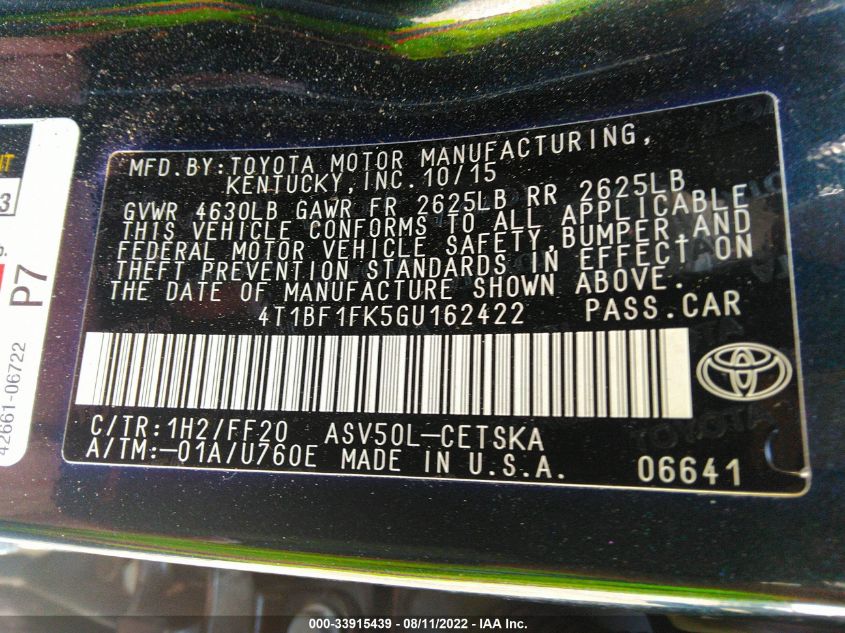 MFD. BY: TOYOTA MOTOR MANUFACTURING,
KENTUCKY, INC. 10/15
GVWR 4630LB GAWR FR 2625LB RR 2625LB
THIS VEHICLE CONFORMS TO ALL APPLICABLE
FEDERAL MOTOR VEHICLE SAFETY, BUMPER, AND
THEFT PREVENTION STANDARDS IN EFFECT ON
THE DATE OF MANUFACTURE SHOWN ABOVE.
4T1BF1FK5GU162422 PASS. CAR
C/TR: 1H2/FF20 ASV50L-CETSKA
A/TM: -01A/U760E MADE IN U.S.A. 06641
42661-06722
P7
3
000-33915439 - 08/11/2022 - IAA Inc.